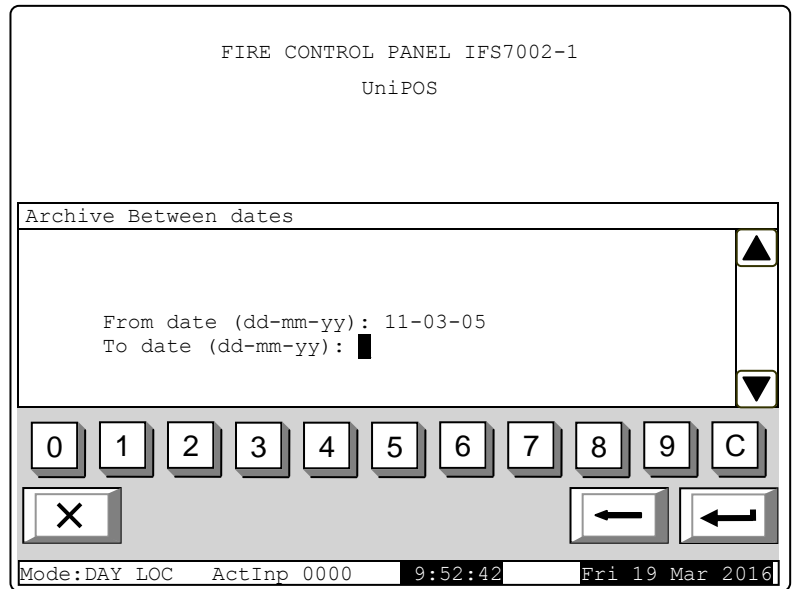 FIRE CONTROL PANEL IFS7002-1
UniPOS
Archive Between dates
From date (dd-mm-yy): 11-03-05
To date (dd-mm-yy):
0 1 2 3 4 5 6 7 8 9 C
Mode:DAY LOC ActInp 0000 9:52:42 Fri 19 Mar 2016